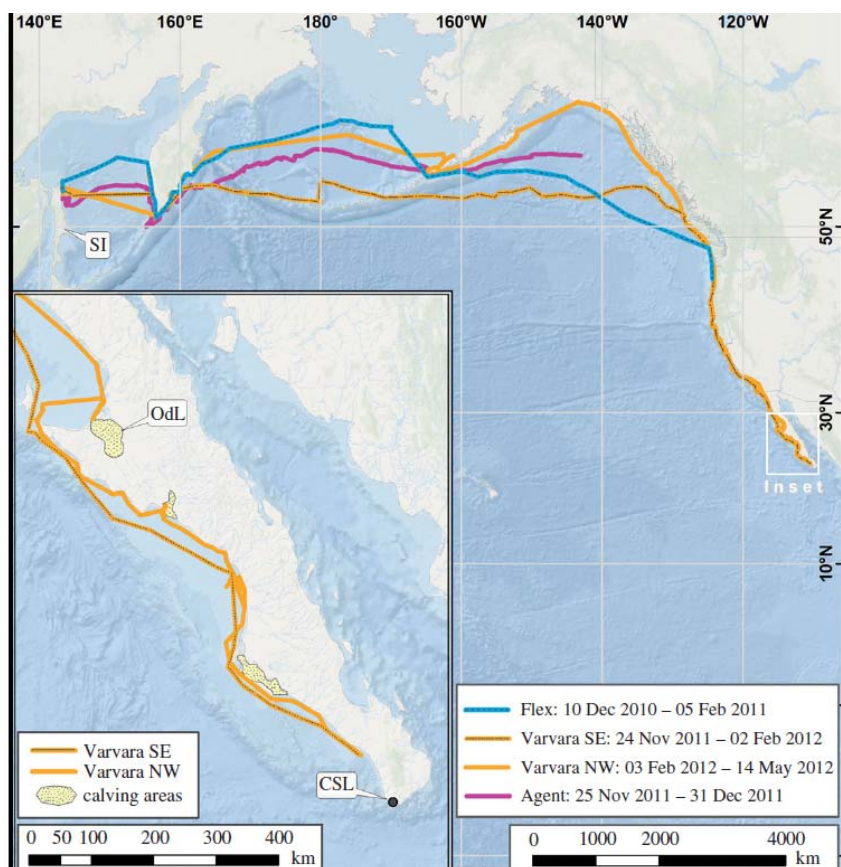 140°E 160°E 180° 160°W 140°W 120°W
50°N
SI
30°N
Inset
10°N
OdL
CSL
Varvara SE
Varvara NW
calving areas
0 50 100 200 300 400
km
Flex: 10 Dec 2010 – 05 Feb 2011
Varvara SE: 24 Nov 2011 – 02 Feb 2012
Varvara NW: 03 Feb 2012 – 14 May 2012
Agent: 25 Nov 2011 – 31 Dec 2011
0 1000 2000 4000
km